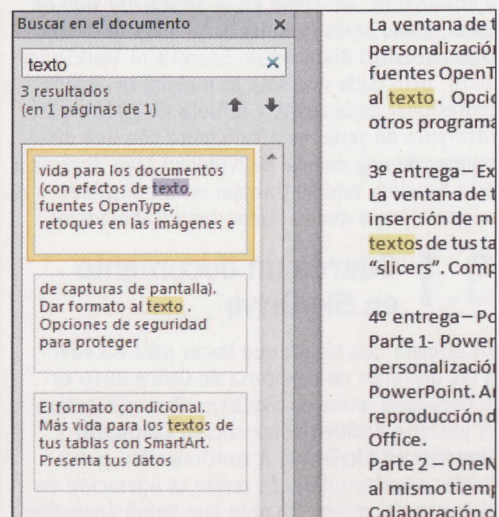 Buscar en el documento
texto
3 resultados
(en 1 página de 1)
vida para los documentos
(con efectos de texto,
fuentes OpenType,
retoques en las imágenes e
de capturas de pantalla).
Dar formato al texto .
Opciones de seguridad
para proteger
El formato condicional.
Más vida para los textos de
tus tablas con SmartArt.
Presenta tus datos
La ventana de t
personalización
fuentes OpenT
al texto . Opcio
otros programa
3º entrega – Ex
La ventana de t
inserción de mi
textos de tus ta
“slicers”. Comp
4º entrega – Po
Parte 1- Power
personalización
PowerPoint. A
reproducción d
Office.
Parte 2 – OneN
al mismo tiemp
Colaboración c